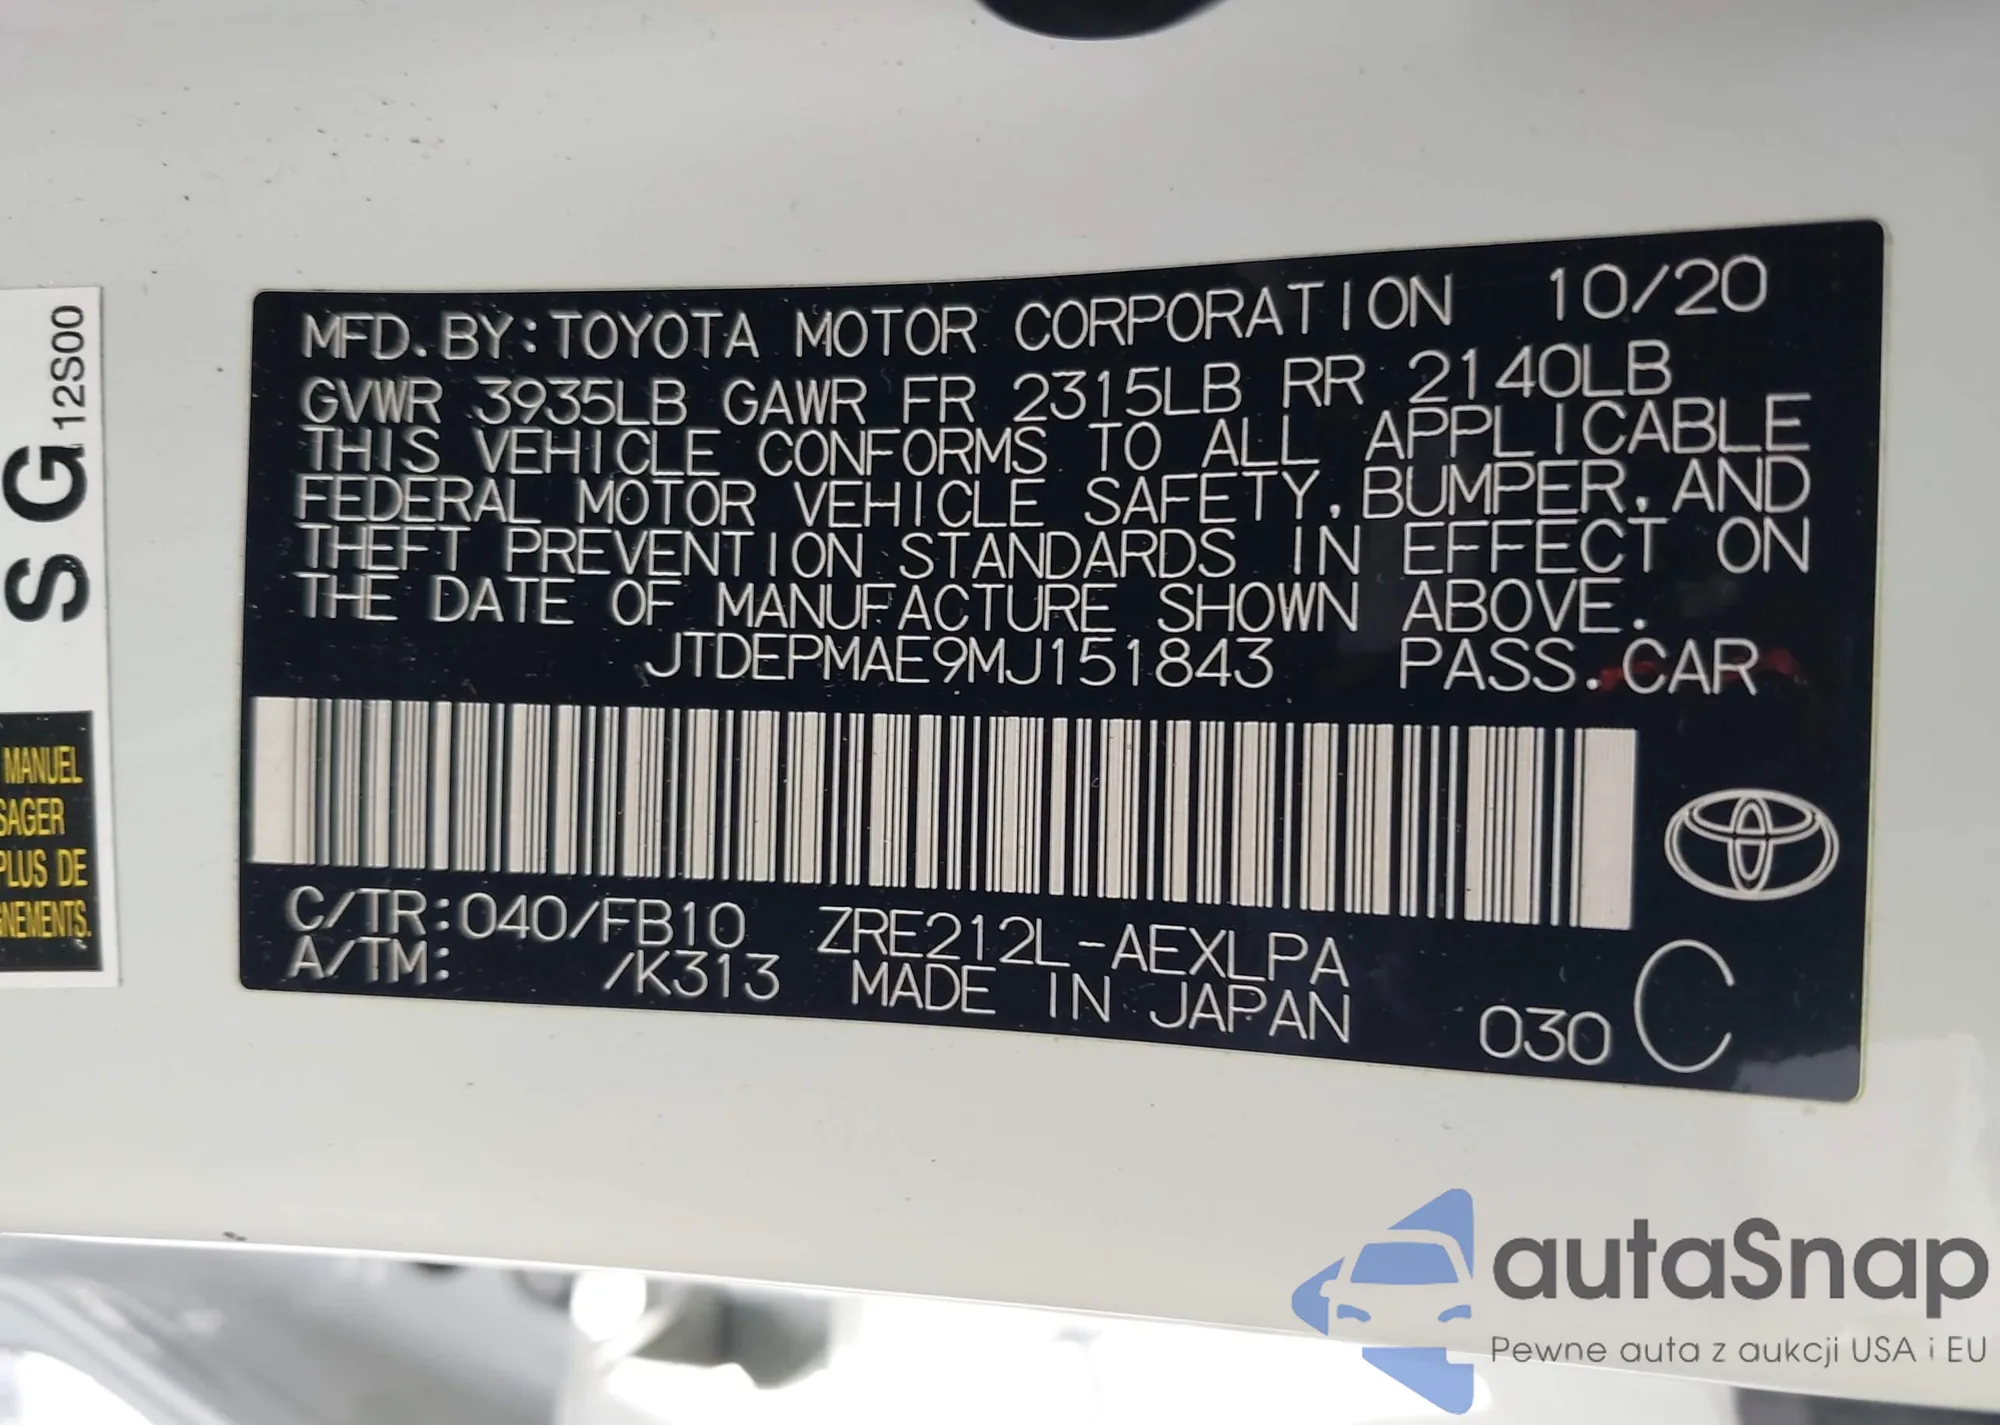 MFD. BY: TOYOTA MOTOR CORPORATION 10/20
GVWR 3935LB GAWR FR 2315LB RR 2140LB
THIS VEHICLE CONFORMS TO ALL APPLICABLE
FEDERAL MOTOR VEHICLE SAFETY, BUMPER, AND
THEFT PREVENTION STANDARDS IN EFFECT ON
THE DATE OF MANUFACTURE SHOWN ABOVE.
JTDEPMAE9MJ151843 PASS. CAR
C/TR: 040/FB10 ZRE212L-AEXLPA
A/TM: /K313 MADE IN JAPAN 030 C
S G 12S00
MANUEL
SAGER
PLUS DE
GNEMENTS.
autaSnap
Pewne auta z aukcji USA i EU